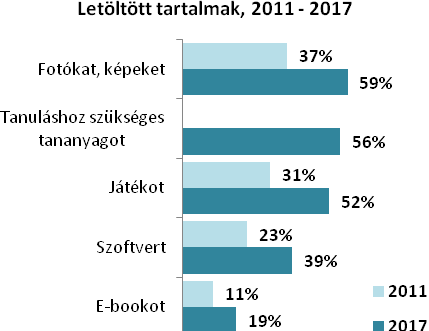 Letöltött tartalmak, 2011 - 2017
Fotókat, képeket
37%
59%
Tanuláshoz szükséges
tananyagot
56%
Játékot
31%
52%
Szoftvert
23%
39%
E-bookot
11%
19%
2011
2017